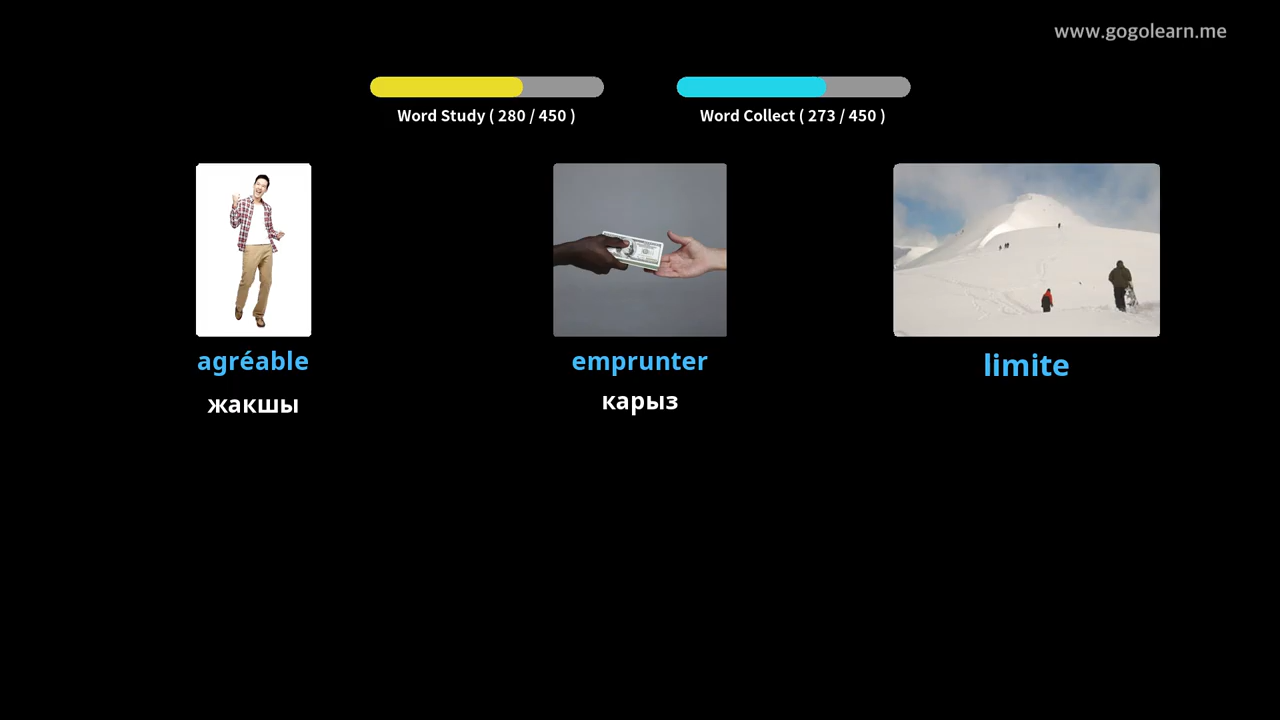 www.gogolearn.me
Word Study ( 280 / 450 )
Word Collect ( 273 / 450 )
agréable
emprunter
limite
жакшы
карыз